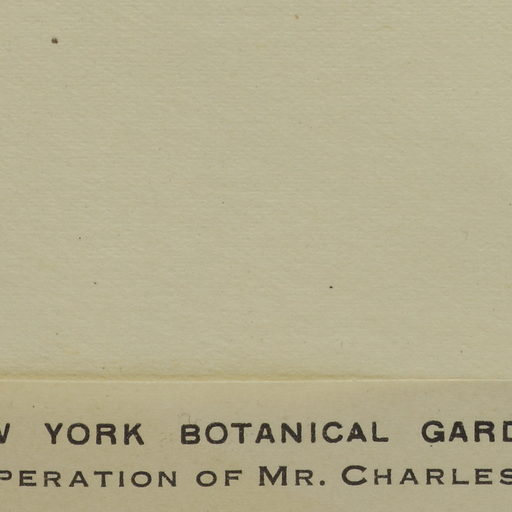 W YORK BOTANICAL GARD
PERATION OF MR. CHARLES